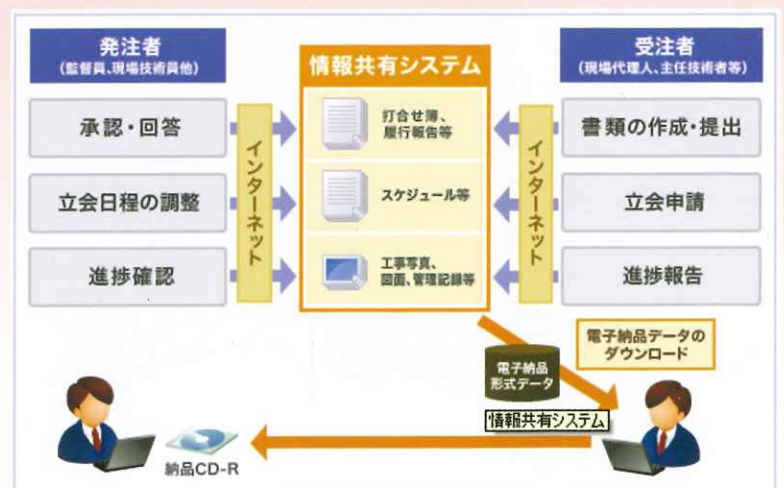 発注者
(監督員、現場技術員他)
承認・回答
立会日程の調整
進捗確認
インターネット
情報共有システム
打合せ簿、
履行報告等
スケジュール等
工事写真、
図面、管理記録等
インターネット
受注者
(現場代理人、主任技術者等)
書類の作成・提出
立会申請
進捗報告
電子納品データの
ダウンロード
電子納品
形式データ
情報共有システム
納品CD-R